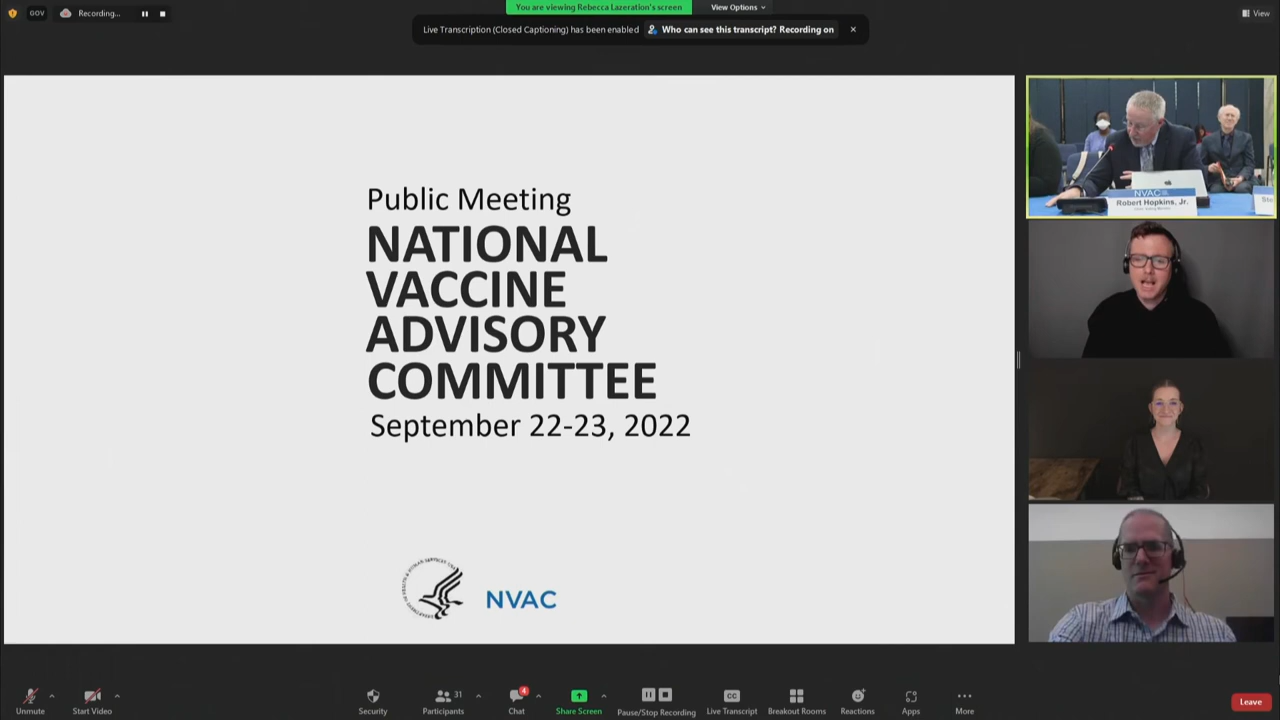 You are viewing Rebecca Lazeration's screen
View Options
GOV
Recording...
View
Live Transcription (Closed Captioning) has been enabled
Who can see this transcript? Recording on
Public Meeting
NATIONAL
VACCINE
ADVISORY
COMMITTEE
September 22-23, 2022
NVAC
NVAC
Robert Hopkins, Jr.
Unmute
Start Video
Security
Participants
31
Chat
4
Share Screen
Pause/Stop Recording
CC
Live Transcript
Breakout Rooms
Reactions
Apps
More
Leave